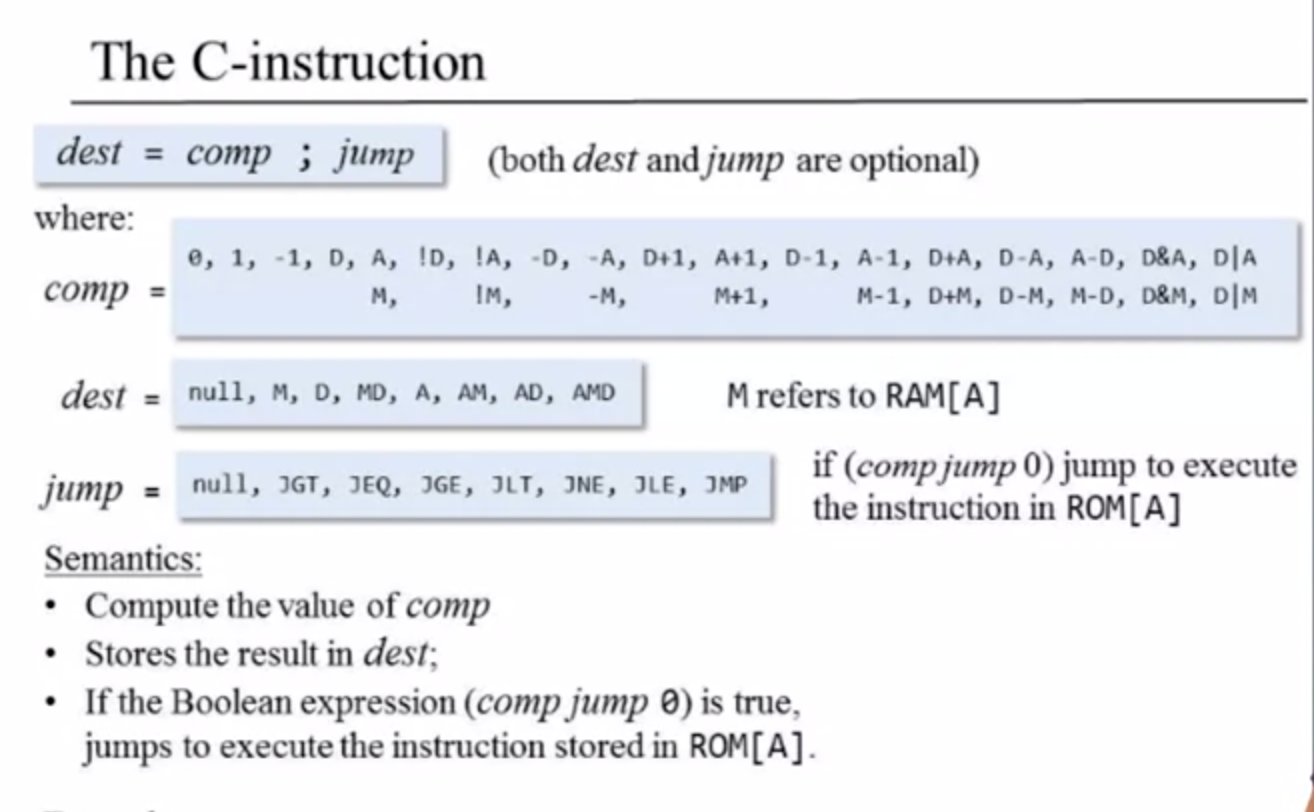 The C-instruction
dest = comp ; jump (both dest and jump are optional)
where:
comp = 0, 1, -1, D, A, !D, !A, -D, -A, D+1, A+1, D-1, A-1, D+A, D-A, A-D, D&A, D|A
M, !M, -M, M+1, M-1, D+M, D-M, M-D, D&M, D|M
dest = null, M, D, MD, A, AM, AD, AMD M refers to RAM[A]
jump = null, JGT, JEQ, JGE, JLT, JNE, JLE, JMP if (comp jump 0) jump to execute
the instruction in ROM[A]
Semantics:
• Compute the value of comp
• Stores the result in dest;
• If the Boolean expression (comp jump 0) is true,
jumps to execute the instruction stored in ROM[A].